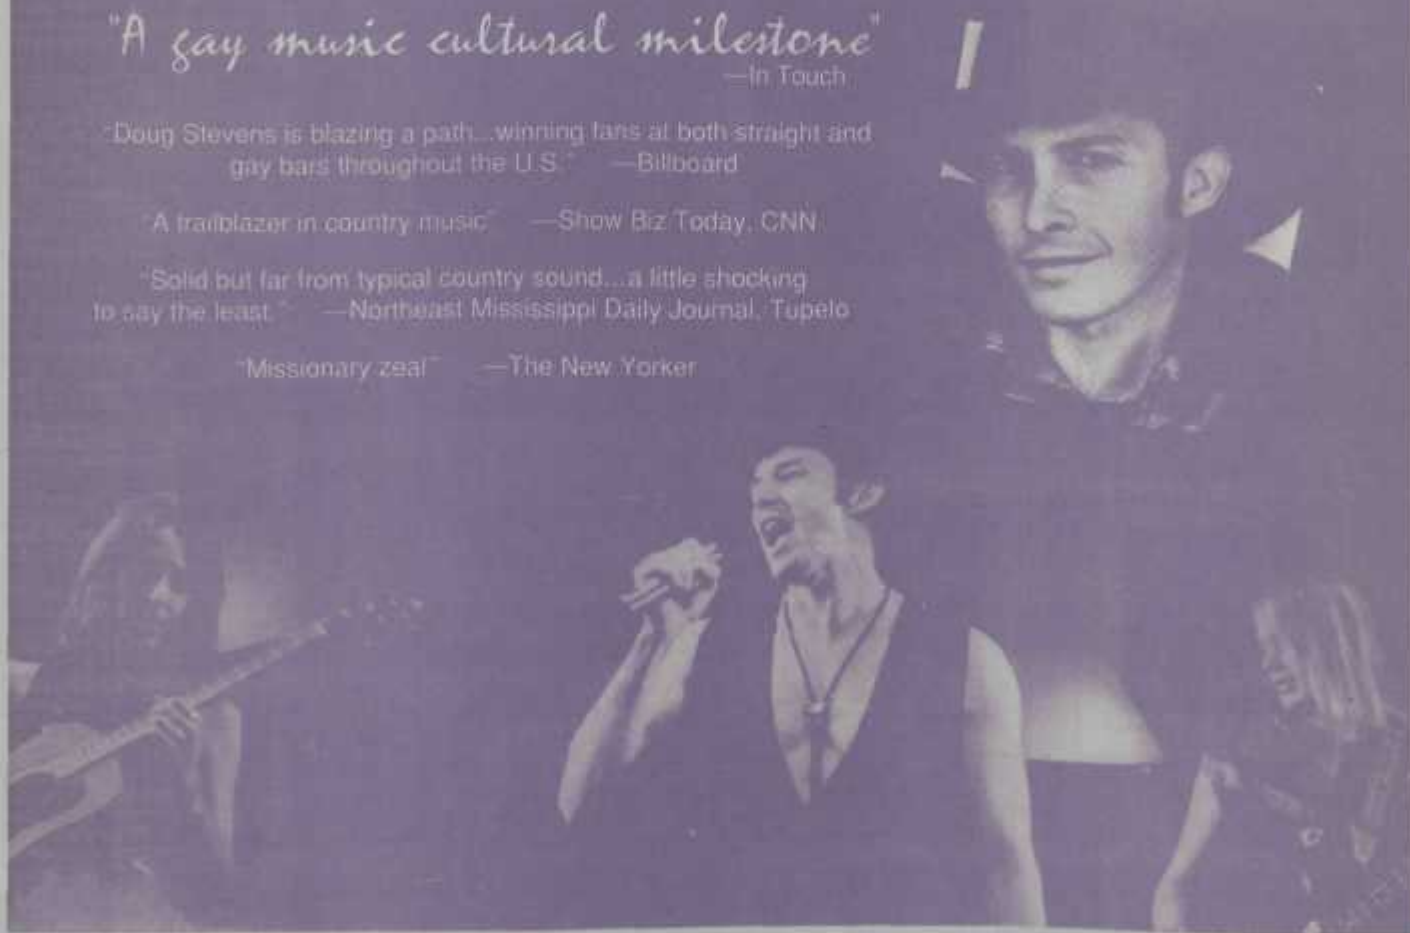 "A gay music cultural milestone"
—In Touch
"Doug Stevens is blazing a path...winning fans at both straight and
gay bars throughout the U.S." —Billboard
"A trailblazer in country music" —Show Biz Today, CNN
"Solid but far from typical country sound...a little shocking
to say the least." —Northeast Mississippi Daily Journal, Tupelo
"Missionary zeal" —The New Yorker